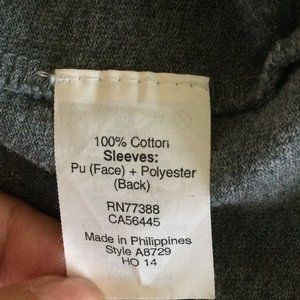 100% Cotton
Sleeves:
Pu (Face) + Polyester
(Back)
RN77388
CA56445
Made in Philippines
Style A8729
HO 14